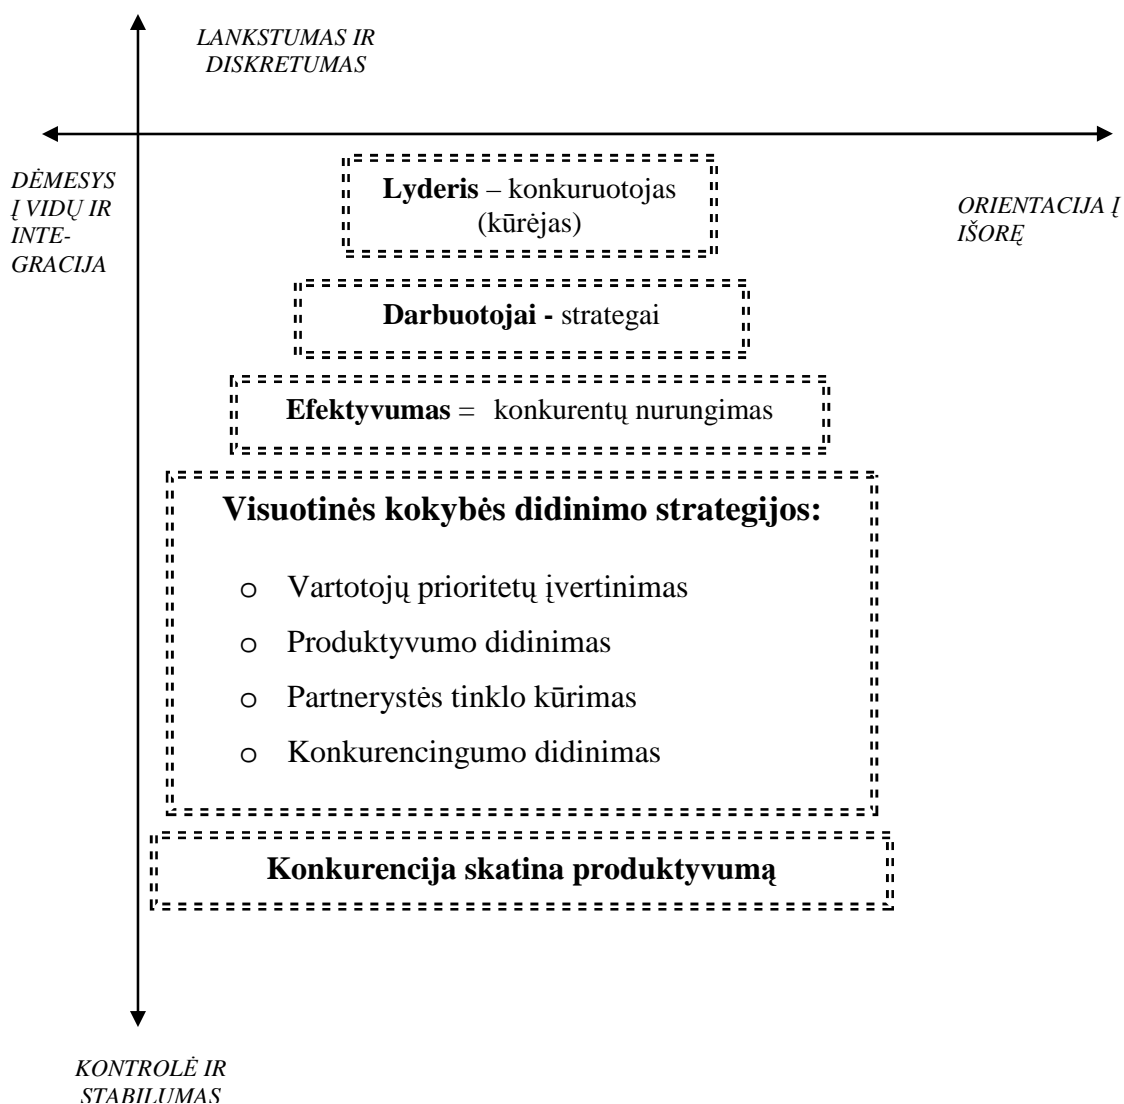 LANKSTUMAS IR
DISKRETUMAS
DĖMESYS
Į VIDŲ IR
INTE-
GRACIJA
ORIENTACIJA Į
IŠORĘ
Lyderis – konkuruotojas
(kūrėjas)
Darbuotojai - strategai
Efektyvumas = konkurentų nurungimas
Visuotinės kokybės didinimo strategijos:
o Vartotojų prioritetų įvertinimas
o Produktyvumo didinimas
o Partnerystės tinklo kūrimas
o Konkurencingumo didinimas
Konkurencija skatina produktyvumą
KONTROLĖ IR
STABILUMAS